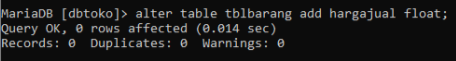 MariaDB [dbtoko]> alter table tblbarang add hargajual float;
Query OK, 0 rows affected (0.014 sec)
Records: 0  Duplicates: 0  Warnings: 0